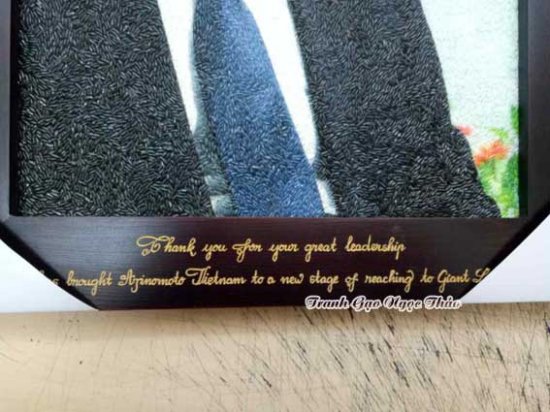 Thank you for your great leadership
brought Ajinomoto Vietnam to a new stage of reaching to Giant
Tranh Gạo Ngọc Thảo